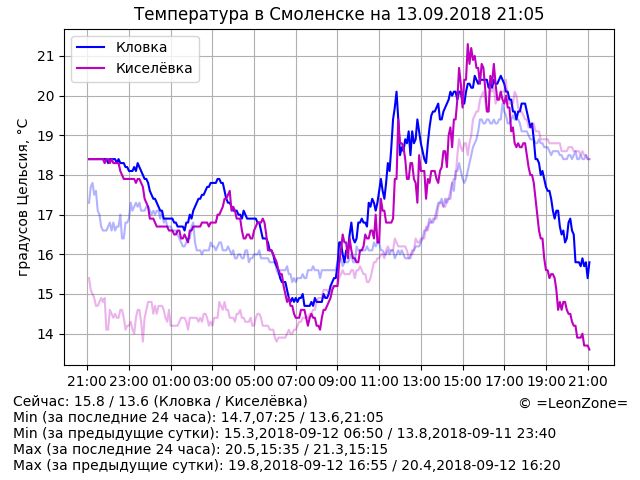 Температура в Смоленске на 13.09.2018 21:05
Кловка
Киселёвка
градусов Цельсия, °C
21
20
19
18
17
16
15
14
21:00 23:00 01:00 03:00 05:00 07:00 09:00 11:00 13:00 15:00 17:00 19:00 21:00
Сейчас: 15.8 / 13.6 (Кловка / Киселёвка)
© =LeonZone=
Min (за последние 24 часа): 14.7,07:25 / 13.6,21:05
Min (за предыдущие сутки): 15.3,2018-09-12 06:50 / 13.8,2018-09-11 23:40
Max (за последние 24 часа): 20.5,15:35 / 21.3,15:15
Max (за предыдущие сутки): 19.8,2018-09-12 16:55 / 20.4,2018-09-12 16:20